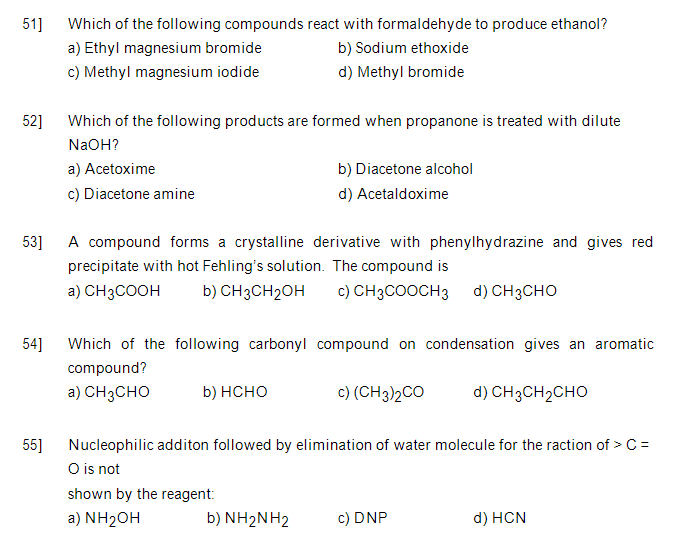 51] Which of the following compounds react with formaldehyde to produce ethanol?
a) Ethyl magnesium bromide b) Sodium ethoxide
c) Methyl magnesium iodide d) Methyl bromide
52] Which of the following products are formed when propanone is treated with dilute
NaOH?
a) Acetoxime b) Diacetone alcohol
c) Diacetone amine d) Acetaldoxime
53] A compound forms a crystalline derivative with phenylhydrazine and gives red
precipitate with hot Fehling's solution. The compound is
a) CH3COOH b) CH3CH2OH c) CH3COOCH3 d) CH3CHO
54] Which of the following carbonyl compound on condensation gives an aromatic
compound?
a) CH3CHO b) HCHO c) (CH3)2CO d) CH3CH2CHO
55] Nucleophilic additon followed by elimination of water molecule for the raction of > C =
O is not
shown by the reagent:
a) NH2OH b) NH2NH2 c) DNP d) HCN